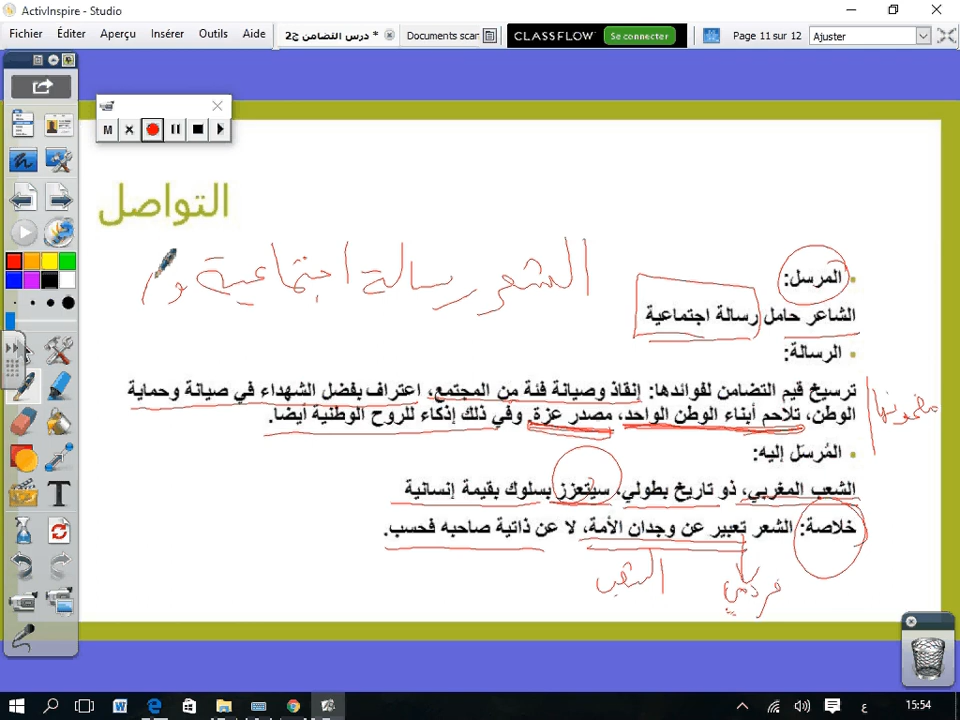 ActivInspire - Studio
Fichier Éditer Aperçu Insérer Outils Aide
درس التضامن ج2 *
Documents scan
CLASSFLOW
Se connecter
Page 11 sur 12
Ajuster
M
التواصل
الشعر رسالة اجتماعية
المرسل:
الشاعر حامل رسالة اجتماعية
الرسالة:
ترسيخ قيم التضامن لفوائدها: إنقاذ وصيانة فئة من المجتمع، اعتراف بفضل الشهداء في صيانة وحماية
الوطن، تلاحم أبناء الوطن الواحد، مصدر عزة. وفي ذلك إذكاء للروح الوطنية أيضا.
مضمونها
المُرسَل إليه:
الشعب المغربي، ذو تاريخ بطولي، سيتعزز بسلوك بقيمة إنسانية
خلاصة: الشعر تعبير عن وجدان الأمة، لا عن ذاتية صاحبه فحسب.
الشعب
T
15:54